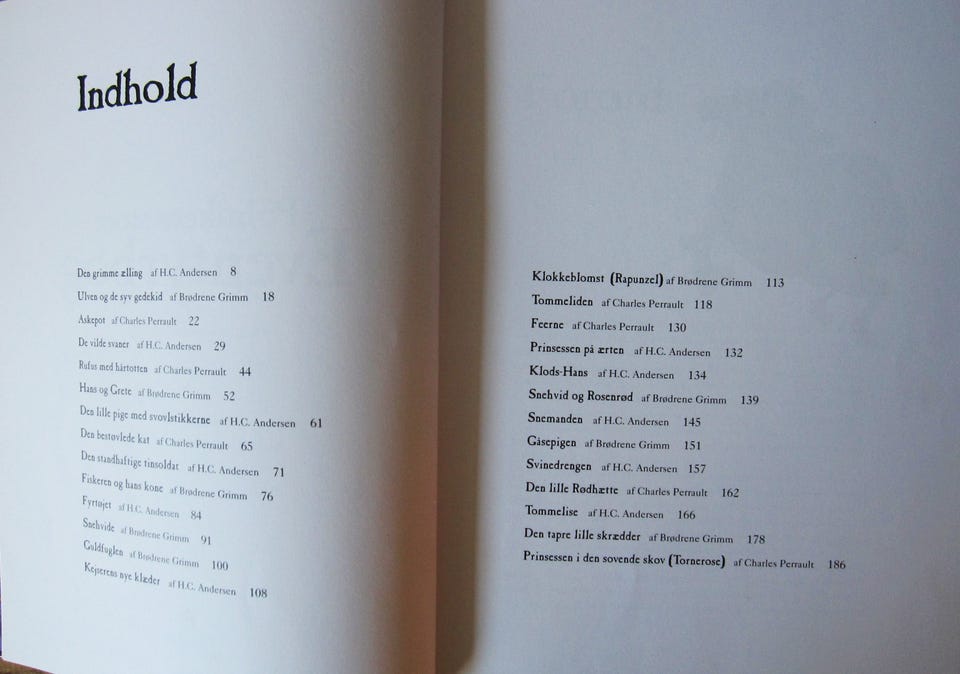 Indhold
Den grimme ælling af H.C. Andersen 8
Ulven og de syv gedekid af Brødrene Grimm 18
Askepot af Charles Perrault 22
De vilde svaner af H.C. Andersen 29
Rufus med hårtotten af Charles Perrault 44
Hans og Grete af Brødrene Grimm 52
Den lille pige med svovlstikkerne af H.C. Andersen 61
Den bestøvlede kat af Charles Perrault 65
Den standhaftige tinsoldat af H.C. Andersen 71
Fiskeren og hans kone af Brødrene Grimm 76
Fyrtøjet af H.C. Andersen 84
Snehvide af Brødrene Grimm 91
Guldfuglen af Brødrene Grimm 100
Kejserens nye klæder af H.C. Andersen 108
Klokkeblomst (Rapunzel) af Brødrene Grimm 113
Tommeliden af Charles Perrault 118
Feerne af Charles Perrault 130
Prinsessen på ærten af H.C. Andersen 132
Klods-Hans af H.C. Andersen 134
Snehvid og Rosenrød af Brødrene Grimm 139
Snemanden af H.C. Andersen 145
Gåsepigen af Brødrene Grimm 151
Svinedrengen af H.C. Andersen 157
Den lille Rødhætte af Charles Perrault 162
Tommelise af H.C. Andersen 166
Den tapre lille skrædder af Brødrene Grimm 178
Prinsessen i den sovende skov (Tornerose) af Charles Perrault 186